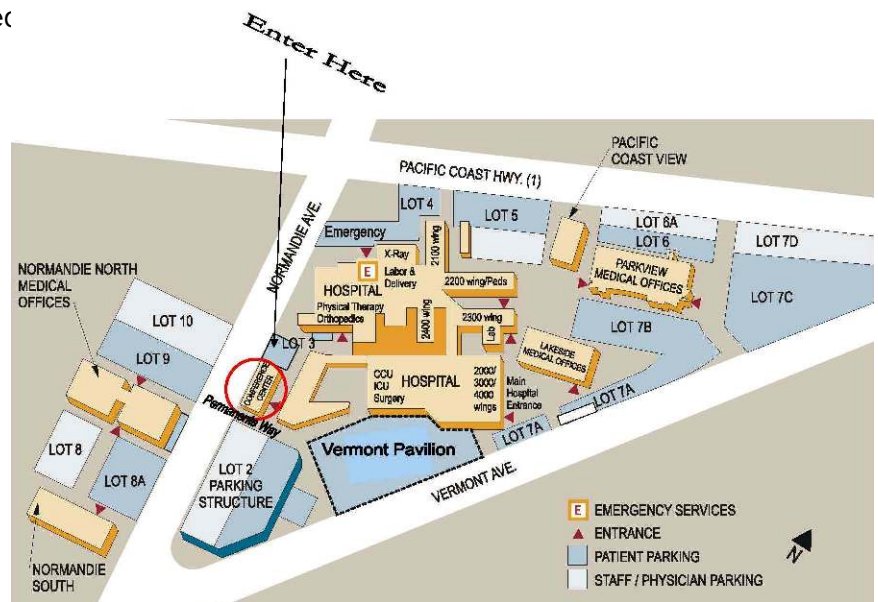 Enter Here
PACIFIC
COAST VIEW
PACIFIC COAST HWY. (1)
NORMANDIE AVE.
LOT 4
LOT 5
LOT 6A
LOT 6
LOT 7D
Emergency
2100 wing
X-Ray
E
Labor &
Delivery
HOSPITAL
Physical Therapy
Orthopedics
2200 wing/Peds
2400 wing
2300 wing
Lab
PARKVIEW
MEDICAL OFFICES
LOT 7C
LOT 7B
NORMANDIE NORTH
MEDICAL
OFFICES
LOT 10
LOT 9
LOT 3
CONFERENCE
CENTER
Permanente Way
CCU
ICU
Surgery
HOSPITAL
2000/
3000/
4000
wings
Main
Hospital
Entrance
LAKESIDE
MEDICAL OFFICES
LOT 7A
LOT 7A
LOT 8
LOT 8A
LOT 2
PARKING
STRUCTURE
Vermont Pavilion
VERMONT AVE.
NORMANDIE
SOUTH
E EMERGENCY SERVICES
ENTRANCE
PATIENT PARKING
STAFF / PHYSICIAN PARKING
N